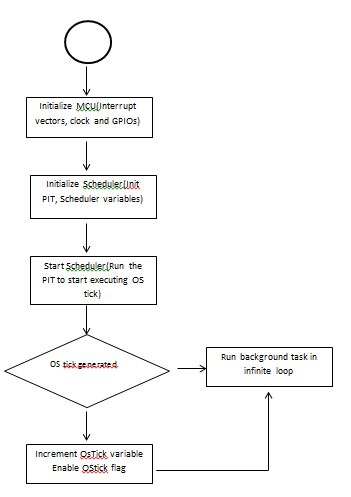 Initialize MCU(Interrupt
vectors, clock and GPIOs)
Initialize Scheduler(Init
PIT, Scheduler variables)
Start Scheduler(Run the
PIT to start executing OS
tick)
OS tick generated
Run background task in
infinite loop
Increment OsTick variable
Enable OStick flag